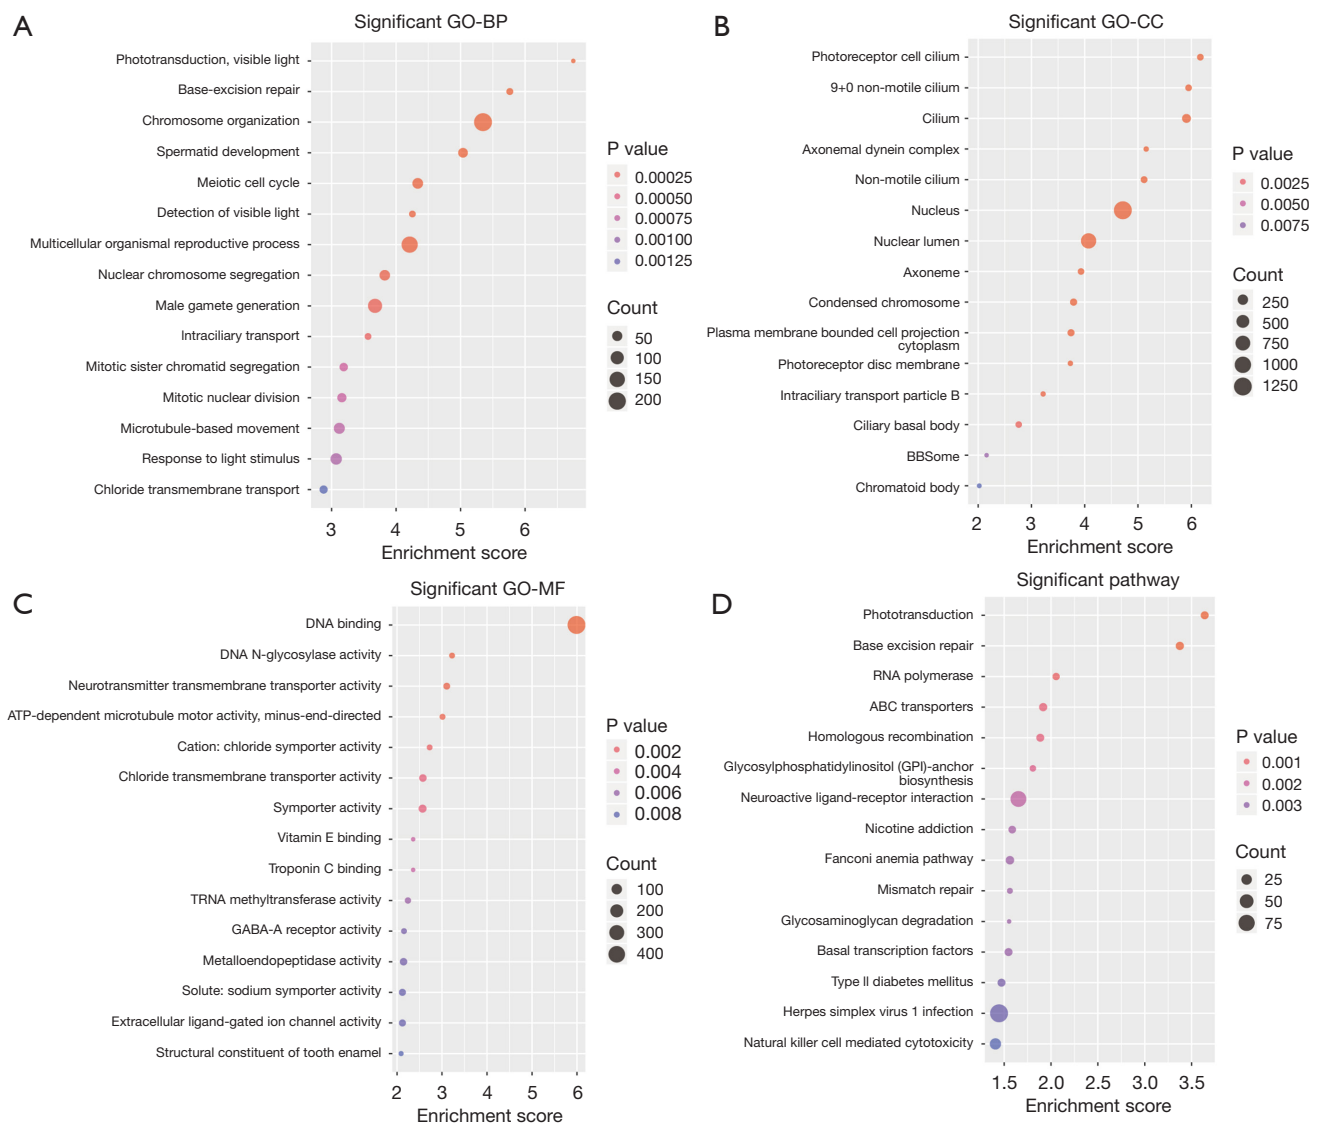 A
Significant GO-BP
Phototransduction, visible light
Base-excision repair
Chromosome organization
Spermatid development
Meiotic cell cycle
Detection of visible light
Multicellular organismal reproductive process
Nuclear chromosome segregation
Male gamete generation
Intraciliary transport
Mitotic sister chromatid segregation
Mitotic nuclear division
Microtubule-based movement
Response to light stimulus
Chloride transmembrane transport
3 4 5 6
Enrichment score
P value
0.00025
0.00050
0.00075
0.00100
0.00125
Count
50
100
150
200
B
Significant GO-CC
Photoreceptor cell cilium
9+0 non-motile cilium
Cilium
Axonemal dynein complex
Non-motile cilium
Nucleus
Nuclear lumen
Axoneme
Condensed chromosome
Plasma membrane bounded cell projection
cytoplasm
Photoreceptor disc membrane
Intraciliary transport particle B
Ciliary basal body
BBSome
Chromatoid body
2 3 4 5 6
Enrichment score
P value
0.0025
0.0050
0.0075
Count
250
500
750
1000
1250
C
Significant GO-MF
DNA binding
DNA N-glycosylase activity
Neurotransmitter transmembrane transporter activity
ATP-dependent microtubule motor activity, minus-end-directed
Cation: chloride symporter activity
Chloride transmembrane transporter activity
Symporter activity
Vitamin E binding
Troponin C binding
TRNA methyltransferase activity
GABA-A receptor activity
Metalloendopeptidase activity
Solute: sodium symporter activity
Extracellular ligand-gated ion channel activity
Structural constituent of tooth enamel
2 3 4 5 6
Enrichment score
P value
0.002
0.004
0.006
0.008
Count
100
200
300
400
D
Significant pathway
Phototransduction
Base excision repair
RNA polymerase
ABC transporters
Homologous recombination
Glycosylphosphatidylinositol (GPI)-anchor
biosynthesis
Neuroactive ligand-receptor interaction
Nicotine addiction
Fanconi anemia pathway
Mismatch repair
Glycosaminoglycan degradation
Basal transcription factors
Type II diabetes mellitus
Herpes simplex virus 1 infection
Natural killer cell mediated cytotoxicity
1.5 2.0 2.5 3.0 3.5
Enrichment score
P value
0.001
0.002
0.003
Count
25
50
75